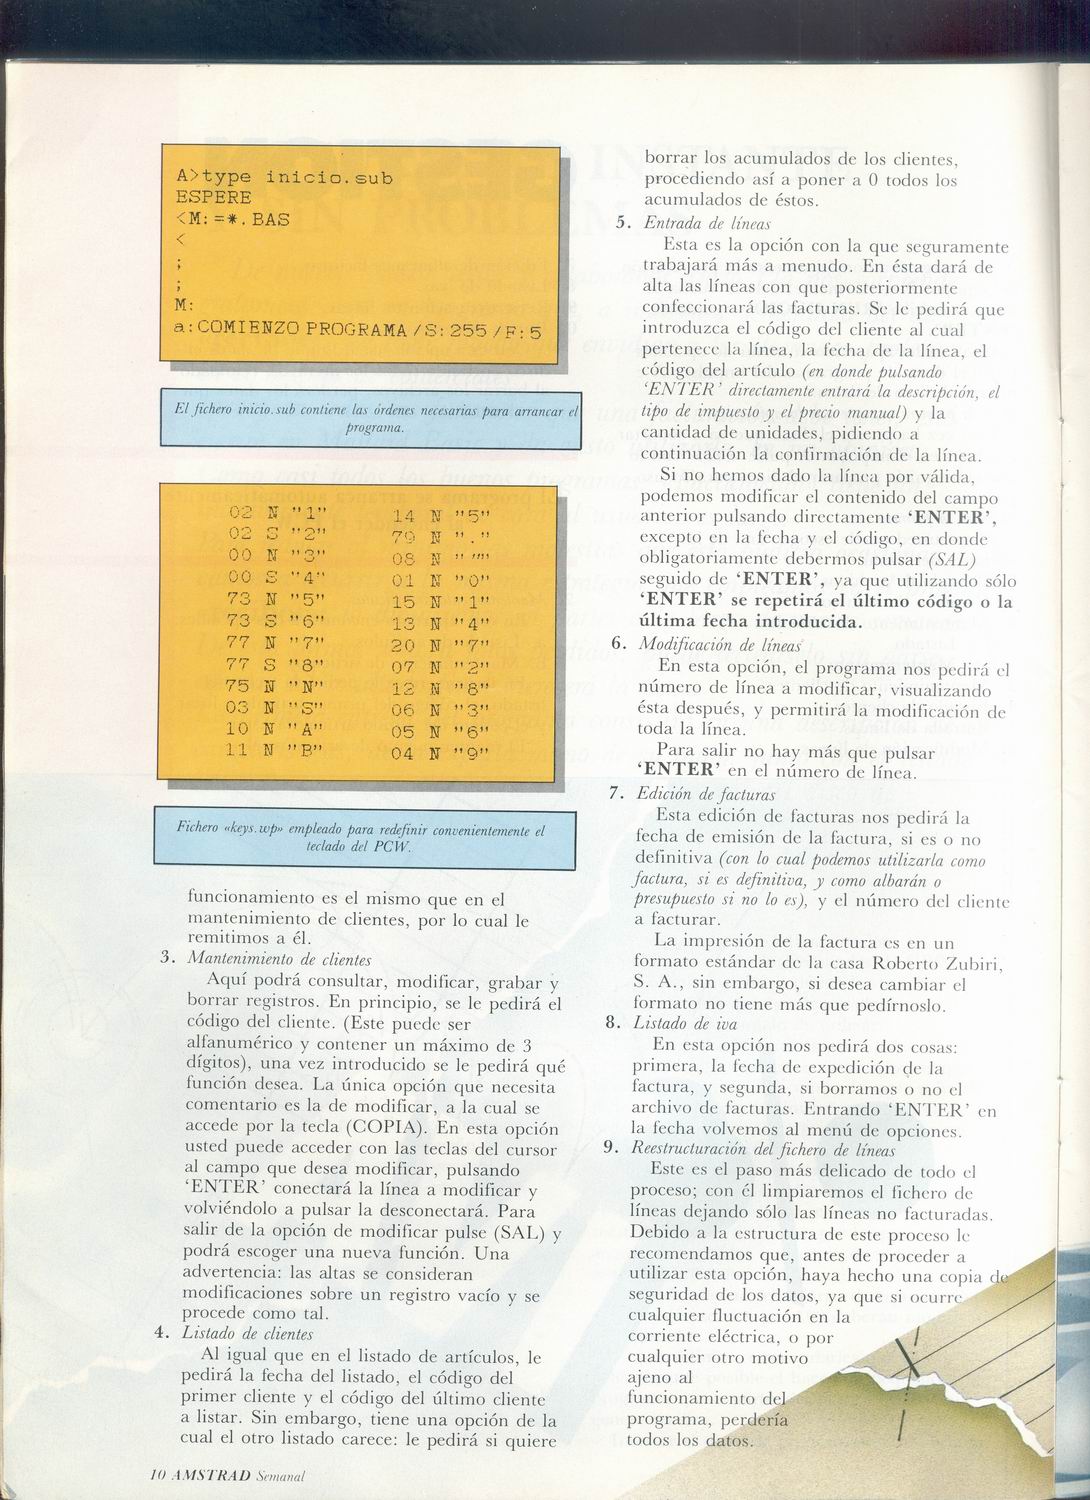 A>type inicio.sub
ESPERE
<M:=*.BAS
<
;
;
M:
a:COMIENZO PROGRAMA/S:255/F:5
El fichero inicio.sub contiene las órdenes necesarias para arrancar el
programa.
02 N "1"
02 S "2"
00 N "3"
00 S "4"
73 N "5"
73 S "6"
77 N "7"
77 S "8"
75 N "N"
03 N "S"
10 N "A"
11 N "B"
14 N "5"
79 N "."
08 N " """
01 N "0"
15 N "1"
13 N "4"
20 N "7"
07 N "2"
12 N "8"
06 N "3"
05 N "6"
04 N "9"
Fichero «keys.wp» empleado para redefinir convenientemente el
teclado del PCW.
funcionamiento es el mismo que en el
mantenimiento de clientes, por lo cual le
remitimos a él.
3. Mantenimiento de clientes
Aquí podrá consultar, modificar, grabar y
borrar registros. En principio, se le pedirá el
código del cliente. (Este puede ser
alfanumérico y contener un máximo de 3
dígitos), una vez introducido se le pedirá qué
función desea. La única opción que necesita
comentario es la de modificar, a la cual se
accede por la tecla (COPIA). En esta opción
usted puede acceder con las teclas del cursor
al campo que desea modificar, pulsando
‘ENTER’ conectará la línea a modificar y
volviéndolo a pulsar la desconectará. Para
salir de la opción de modificar pulse (SAL) y
podrá escoger una nueva función. Una
advertencia: las altas se consideran
modificaciones sobre un registro vacío y se
procede como tal.
4. Listado de clientes
Al igual que en el listado de artículos, le
pedirá la fecha del listado, el código del
primer cliente y el código del último cliente
a listar. Sin embargo, tiene una opción de la
cual el otro listado carece: le pedirá si quiere
borrar los acumulados de los clientes,
procediendo así a poner a 0 todos los
acumulados de éstos.
5. Entrada de líneas
Esta es la opción con la que seguramente
trabajará más a menudo. En ésta dará de
alta las líneas con que posteriormente
confeccionará las facturas. Se le pedirá que
introduzca el código del cliente al cual
pertenece la línea, la fecha de la línea, el
código del artículo (en donde pulsando
‘ENTER’ directamente entrará la descripción, el
tipo de impuesto y el precio manual) y la
cantidad de unidades, pidiendo a
continuación la confirmación de la línea.
Si no hemos dado la línea por válida,
podemos modificar el contenido del campo
anterior pulsando directamente ‘ENTER’,
excepto en la fecha y el código, en donde
obligatoriamente debermos pulsar (SAL)
seguido de ‘ENTER’, ya que utilizando sólo
‘ENTER’ se repetirá el último código o la
última fecha introducida.
6. Modificación de líneas
En esta opción, el programa nos pedirá el
número de línea a modificar, visualizando
ésta después, y permitirá la modificación de
toda la línea.
Para salir no hay más que pulsar
‘ENTER’ en el número de línea.
7. Edición de facturas
Esta edición de facturas nos pedirá la
fecha de emisión de la factura, si es o no
definitiva (con lo cual podemos utilizarla como
factura, si es definitiva, y como albarán o
presupuesto si no lo es), y el número del cliente
a facturar.
La impresión de la factura es en un
formato estándar de la casa Roberto Zubiri,
S. A., sin embargo, si desea cambiar el
formato no tiene más que pedírnoslo.
8. Listado de iva
En esta opción nos pedirá dos cosas:
primera, la fecha de expedición de la
factura, y segunda, si borramos o no el
archivo de facturas. Entrando ‘ENTER’ en
la fecha volvemos al menú de opciones.
9. Reestructuración del fichero de líneas
Este es el paso más delicado de todo el
proceso; con él limpiaremos el fichero de
líneas dejando sólo las líneas no facturadas.
Debido a la estructura de este proceso le
recomendamos que, antes de proceder a
utilizar esta opción, haya hecho una copia de
seguridad de los datos, ya que si ocurre
cualquier fluctuación en la
corriente eléctrica, o por
cualquier otro motivo
ajeno al
funcionamiento del
programa, perdería
todos los datos.
10 AMSTRAD Semanal